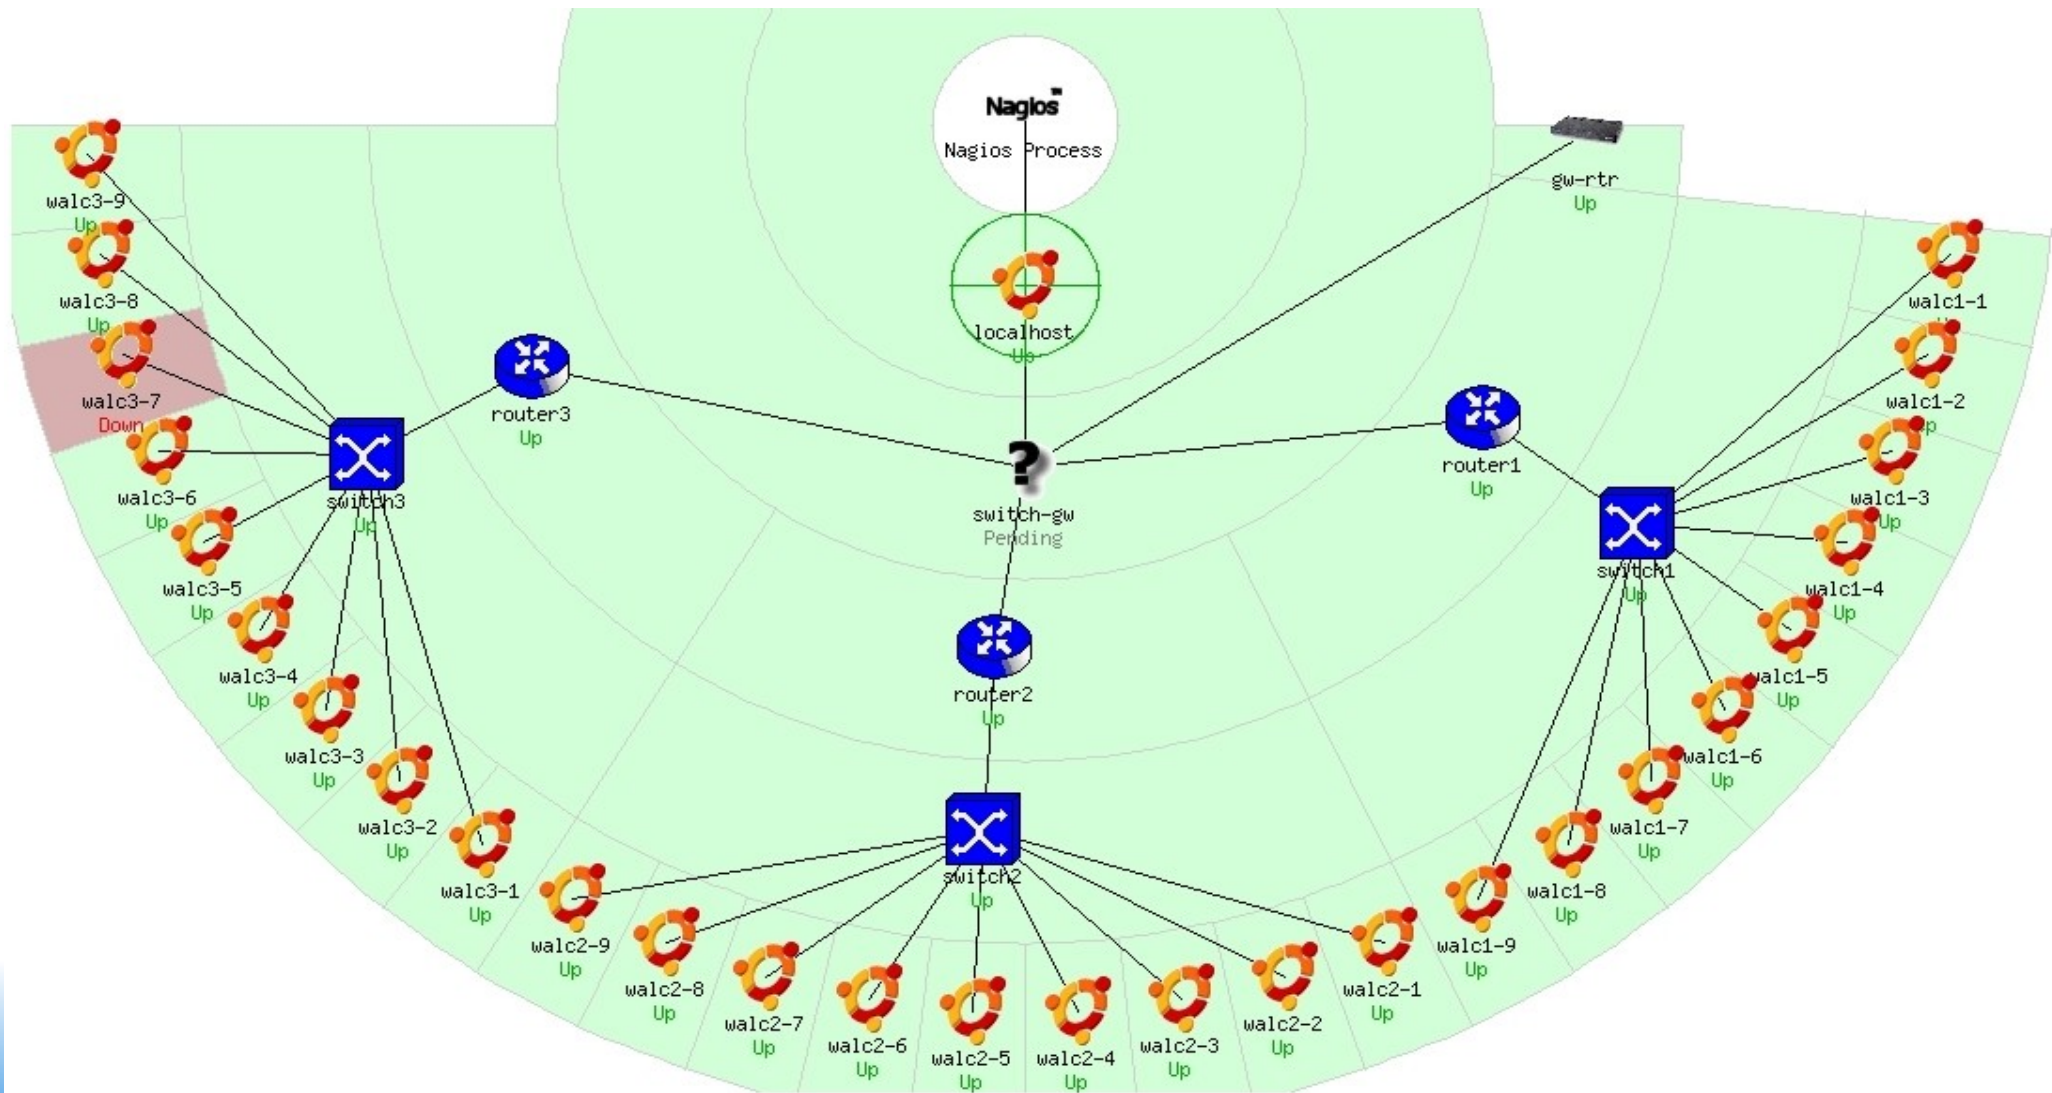 Nagios™
Nagios Process
localhost
Up
gw-rtr
Up
switch-gw
Pending
router3
Up
router1
Up
router2
Up
switch3
Up
switch1
Up
switch2
Up
walc3-9
Up
walc3-8
Up
walc3-7
Down
walc3-6
Up
walc3-5
Up
walc3-4
Up
walc3-3
Up
walc3-2
Up
walc3-1
Up
walc2-9
Up
walc2-8
Up
walc2-7
Up
walc2-6
Up
walc2-5
Up
walc2-4
Up
walc2-3
Up
walc2-2
Up
walc2-1
Up
walc1-9
Up
walc1-8
Up
walc1-7
Up
walc1-6
Up
walc1-5
Up
walc1-4
Up
walc1-3
Up
walc1-2
Up
walc1-1